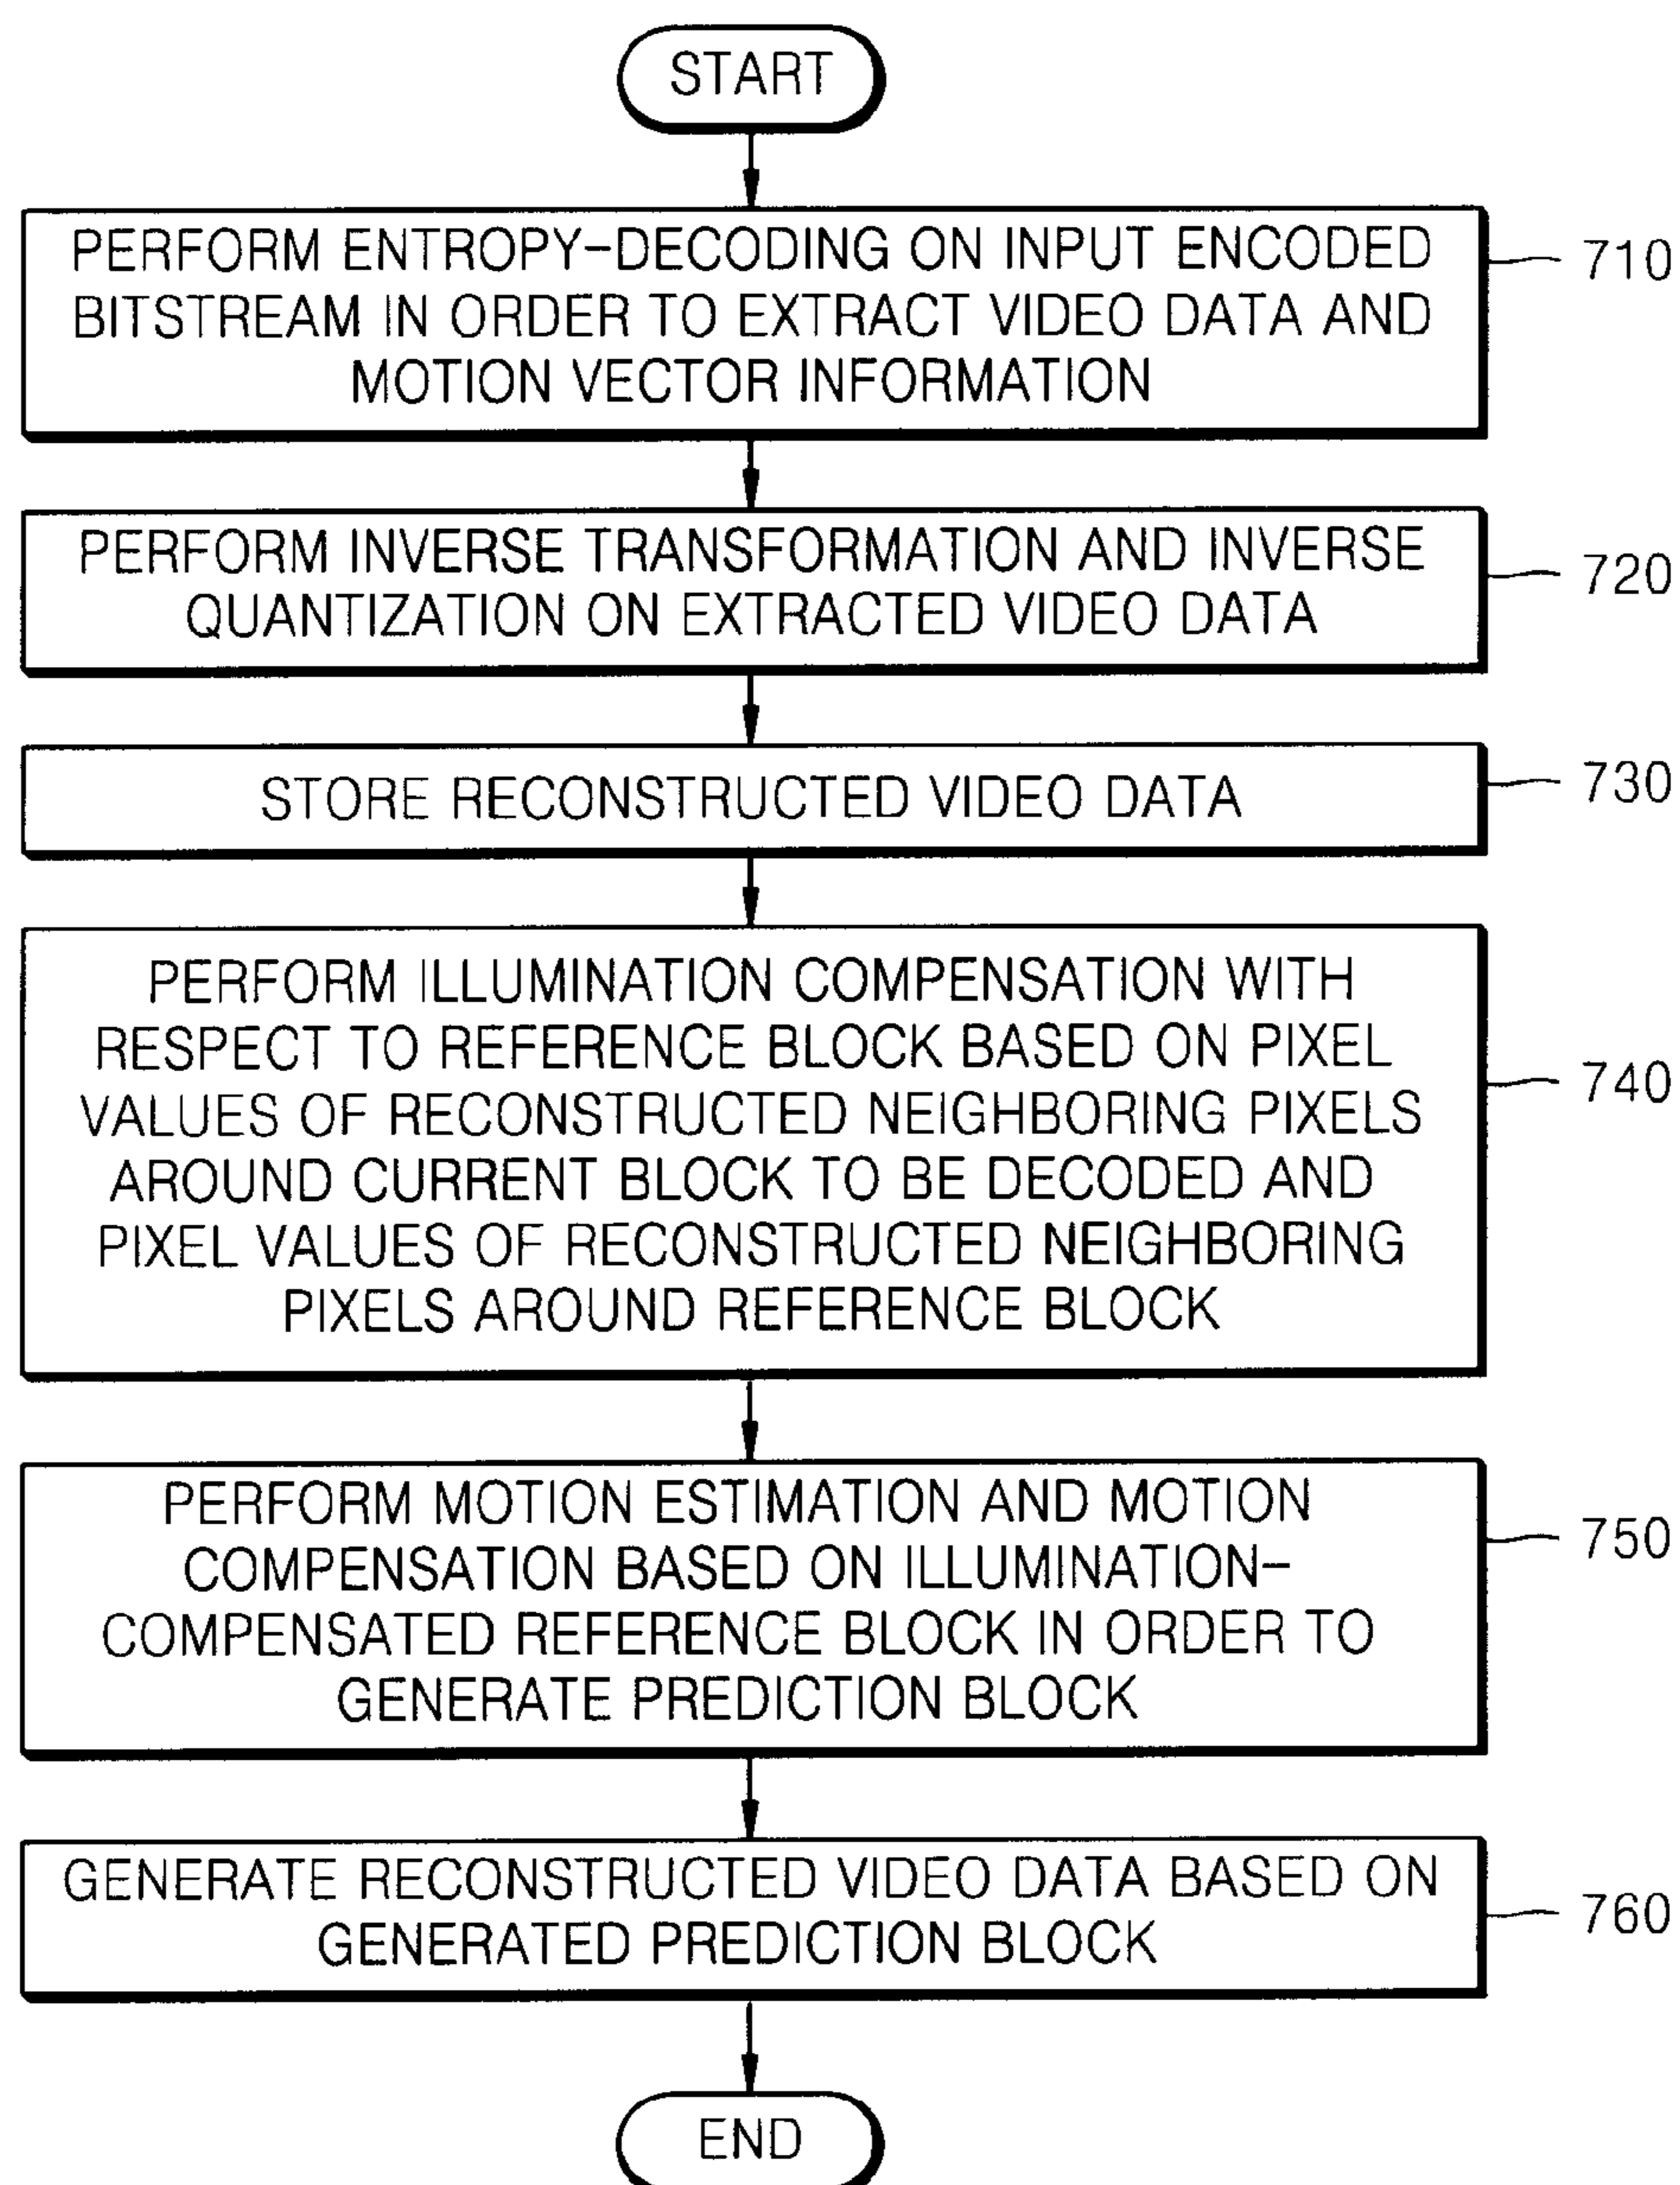 START
PERFORM ENTROPY-DECODING ON INPUT ENCODED
BITSTREAM IN ORDER TO EXTRACT VIDEO DATA AND
MOTION VECTOR INFORMATION
710
PERFORM INVERSE TRANSFORMATION AND INVERSE
QUANTIZATION ON EXTRACTED VIDEO DATA
720
STORE RECONSTRUCTED VIDEO DATA
730
PERFORM ILLUMINATION COMPENSATION WITH
RESPECT TO REFERENCE BLOCK BASED ON PIXEL
VALUES OF RECONSTRUCTED NEIGHBORING PIXELS
AROUND CURRENT BLOCK TO BE DECODED AND
PIXEL VALUES OF RECONSTRUCTED NEIGHBORING
PIXELS AROUND REFERENCE BLOCK
740
PERFORM MOTION ESTIMATION AND MOTION
COMPENSATION BASED ON ILLUMINATION-
COMPENSATED REFERENCE BLOCK IN ORDER TO
GENERATE PREDICTION BLOCK
750
GENERATE RECONSTRUCTED VIDEO DATA BASED ON
GENERATED PREDICTION BLOCK
760
END